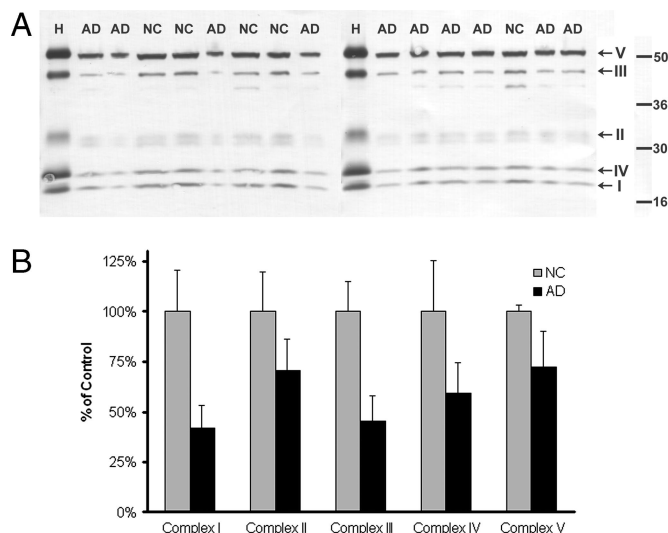 A
H AD AD NC NC AD NC NC AD H AD AD AD AD NC AD AD
←V
50
←III
36
←II
30
←IV
←I
16
B
125%
NC
AD
100%
75%
50%
25%
0%
% of Control
Complex I Complex II Complex III Complex IV Complex V